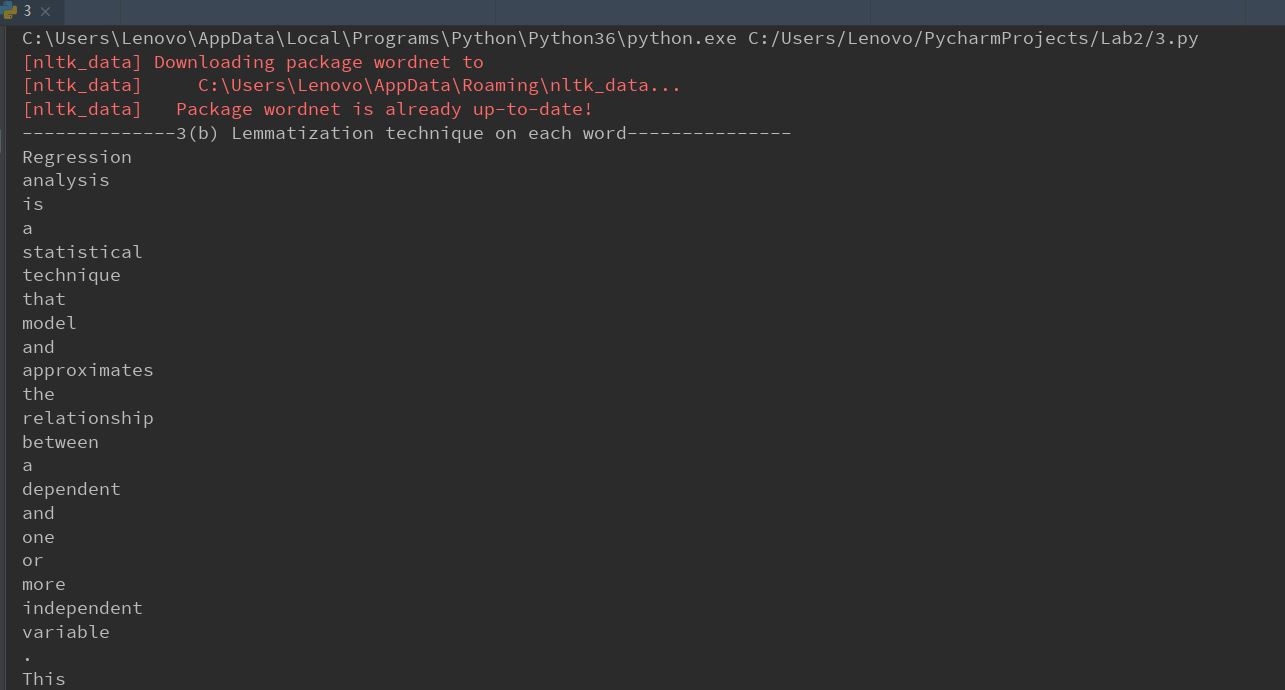 3
C:\Users\Lenovo\AppData\Local\Programs\Python\Python36\python.exe C:/Users/Lenovo/PycharmProjects/Lab2/3.py
[nltk_data] Downloading package wordnet to
[nltk_data]     C:\Users\Lenovo\AppData\Roaming\nltk_data...
[nltk_data]   Package wordnet is already up-to-date!
--------------3(b) Lemmatization technique on each word---------------
Regression
analysis
is
a
statistical
technique
that
model
and
approximates
the
relationship
between
a
dependent
and
one
or
more
independent
variable
.
This